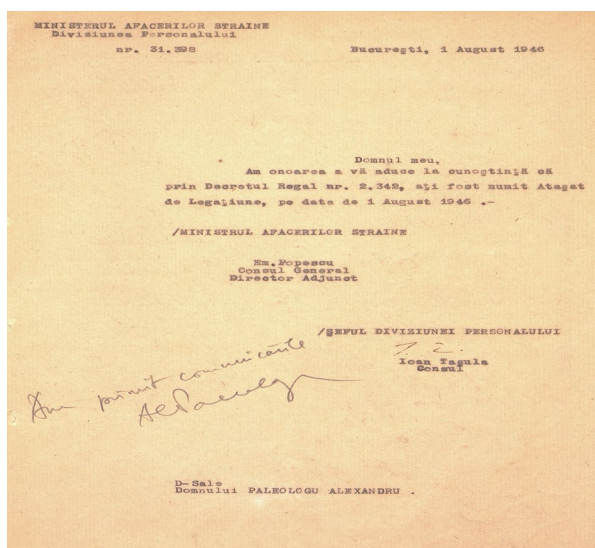 MINISTERUL AFACERILOR STRAINE
Diviziunea Personalului
nr. 31.398
Bucureşti, 1 August 1946
Domnul meu,
Am onoarea a vă aduce la cunoştinţă că
prin Decretul Regal nr. 2.342, aţi fost numit Ataşat
de Legaţiune, pe data de 1 August 1946 .-
/MINISTRUL AFACERILOR STRAINE
Em.Popescu
Consul General
Director Adjunct
/ŞEFUL DIVIZIUNEI PERSONALULUI
Ioan Taşula
Consul
Am primit comunicările
AlPaleologu
D-Sale
Domnului PALEOLOGU ALEXANDRU .